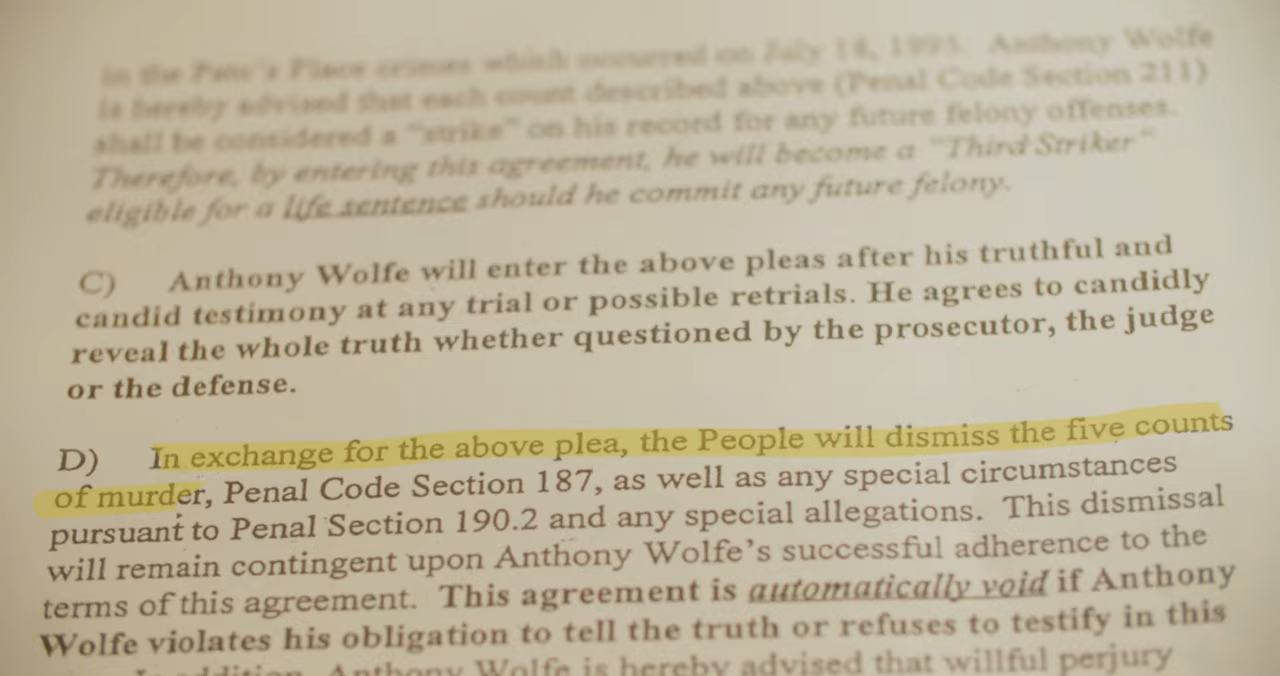 in the Paro's Place crimes which occurred on July 18, 1995. Anthony Wolfe
is hereby advised that each count described above (Penal Code Section 211)
shall be considered a "strike" on his record for any future felony offenses.
Therefore, by entering this agreement, he will become a "Third Striker"
eligible for a life sentence should he commit any future felony.
C) Anthony Wolfe will enter the above pleas after his truthful and
candid testimony at any trial or possible retrials. He agrees to candidly
reveal the whole truth whether questioned by the prosecutor, the judge
or the defense.
D) In exchange for the above plea, the People will dismiss the five counts
of murder, Penal Code Section 187, as well as any special circumstances
pursuant to Penal Section 190.2 and any special allegations. This dismissal
will remain contingent upon Anthony Wolfe's successful adherence to the
terms of this agreement. This agreement is automatically void if Anthony
Wolfe violates his obligation to tell the truth or refuses to testify in this
In addition, Anthony Wolfe is hereby advised that willful perjury